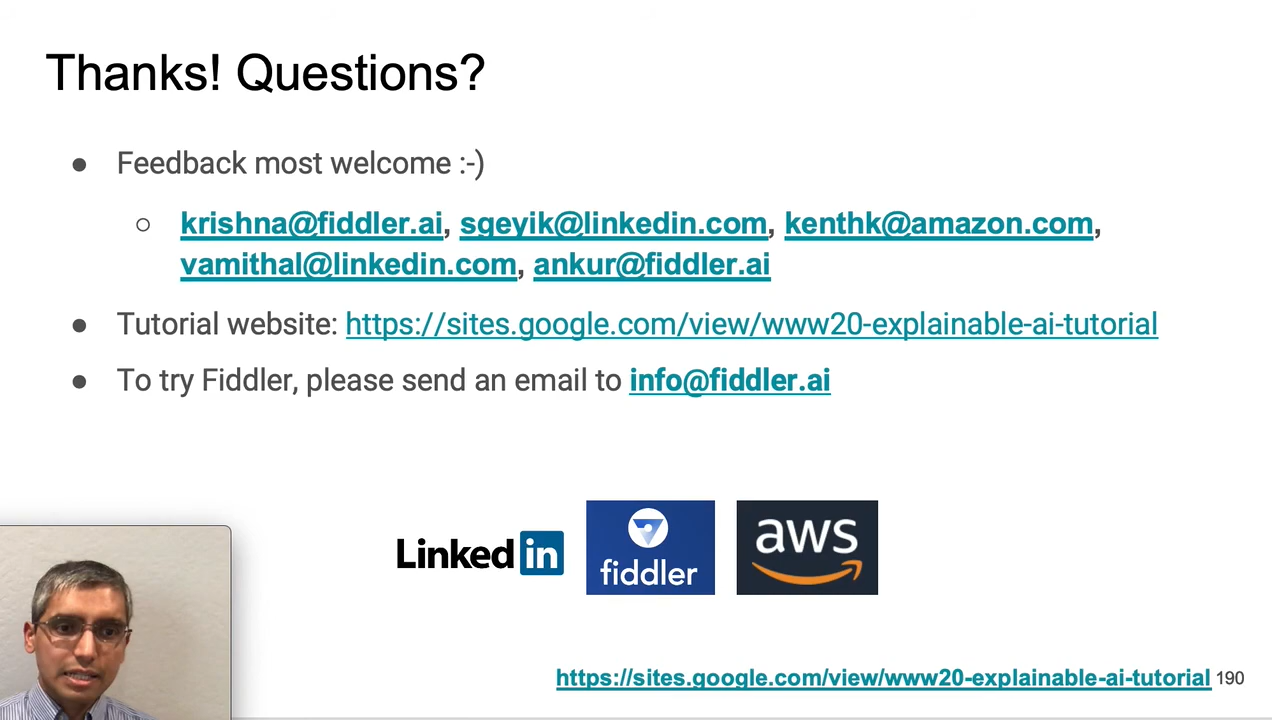 Thanks! Questions?
● Feedback most welcome :-)
○ krishna@fiddler.ai, sgeyik@linkedin.com, kenthk@amazon.com,
vamithal@linkedin.com, ankur@fiddler.ai
● Tutorial website: https://sites.google.com/view/www20-explainable-ai-tutorial
● To try Fiddler, please send an email to info@fiddler.ai
Linked in
fiddler
aws
https://sites.google.com/view/www20-explainable-ai-tutorial 190